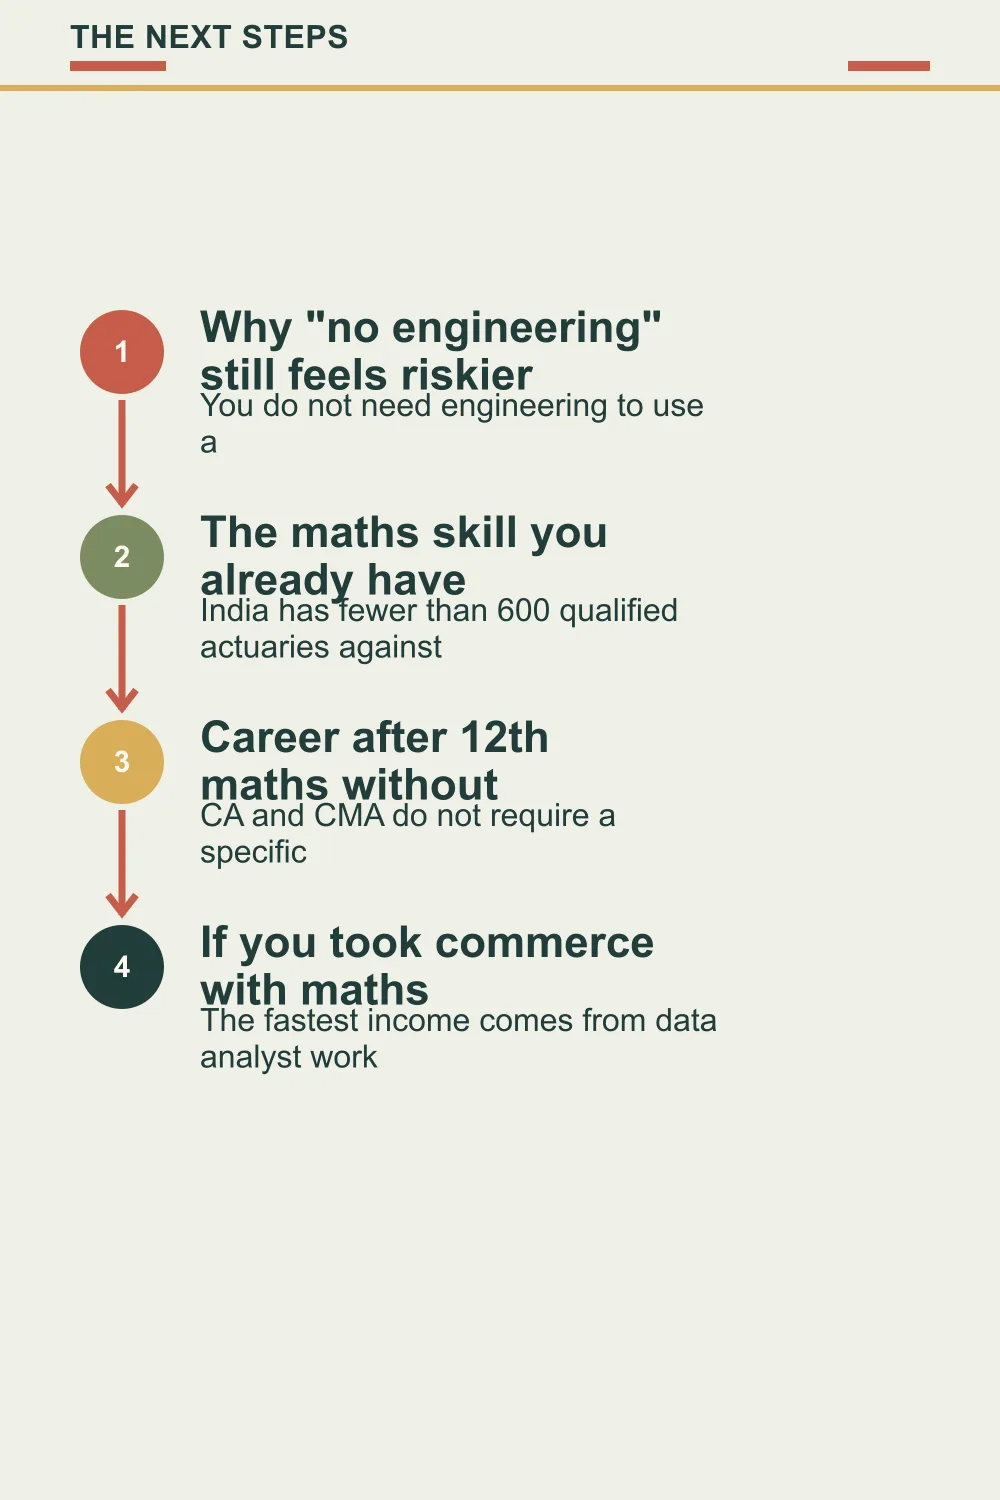 THE NEXT STEPS
1
Why "no engineering"
still feels riskier
You do not need engineering to use
a
2
The maths skill you
already have
India has fewer than 600 qualified
actuaries against
3
Career after 12th
maths without
CA and CMA do not require a
specific
4
If you took commerce
with maths
The fastest income comes from data
analyst work